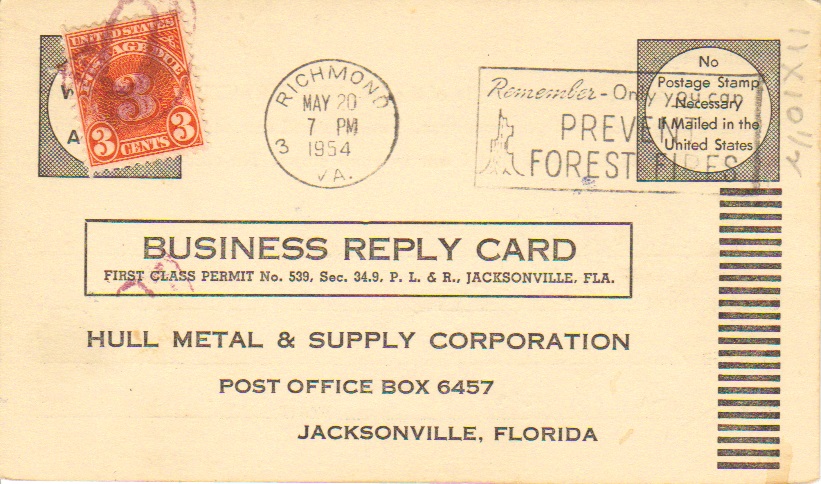 UNITED STATES
POSTAGE DUE
3
3 CENTS 3
RICHMOND
MAY 20
7 PM
1954
3 VA.
Remember - Only you can
PREVENT
FOREST FIRES
No
Postage Stamp
Necessary
If Mailed in the
United States
BUSINESS REPLY CARD
FIRST CLASS PERMIT No. 539, Sec. 34.9, P. L. & R., JACKSONVILLE, FLA.
HULL METAL & SUPPLY CORPORATION
POST OFFICE BOX 6457
JACKSONVILLE, FLORIDA